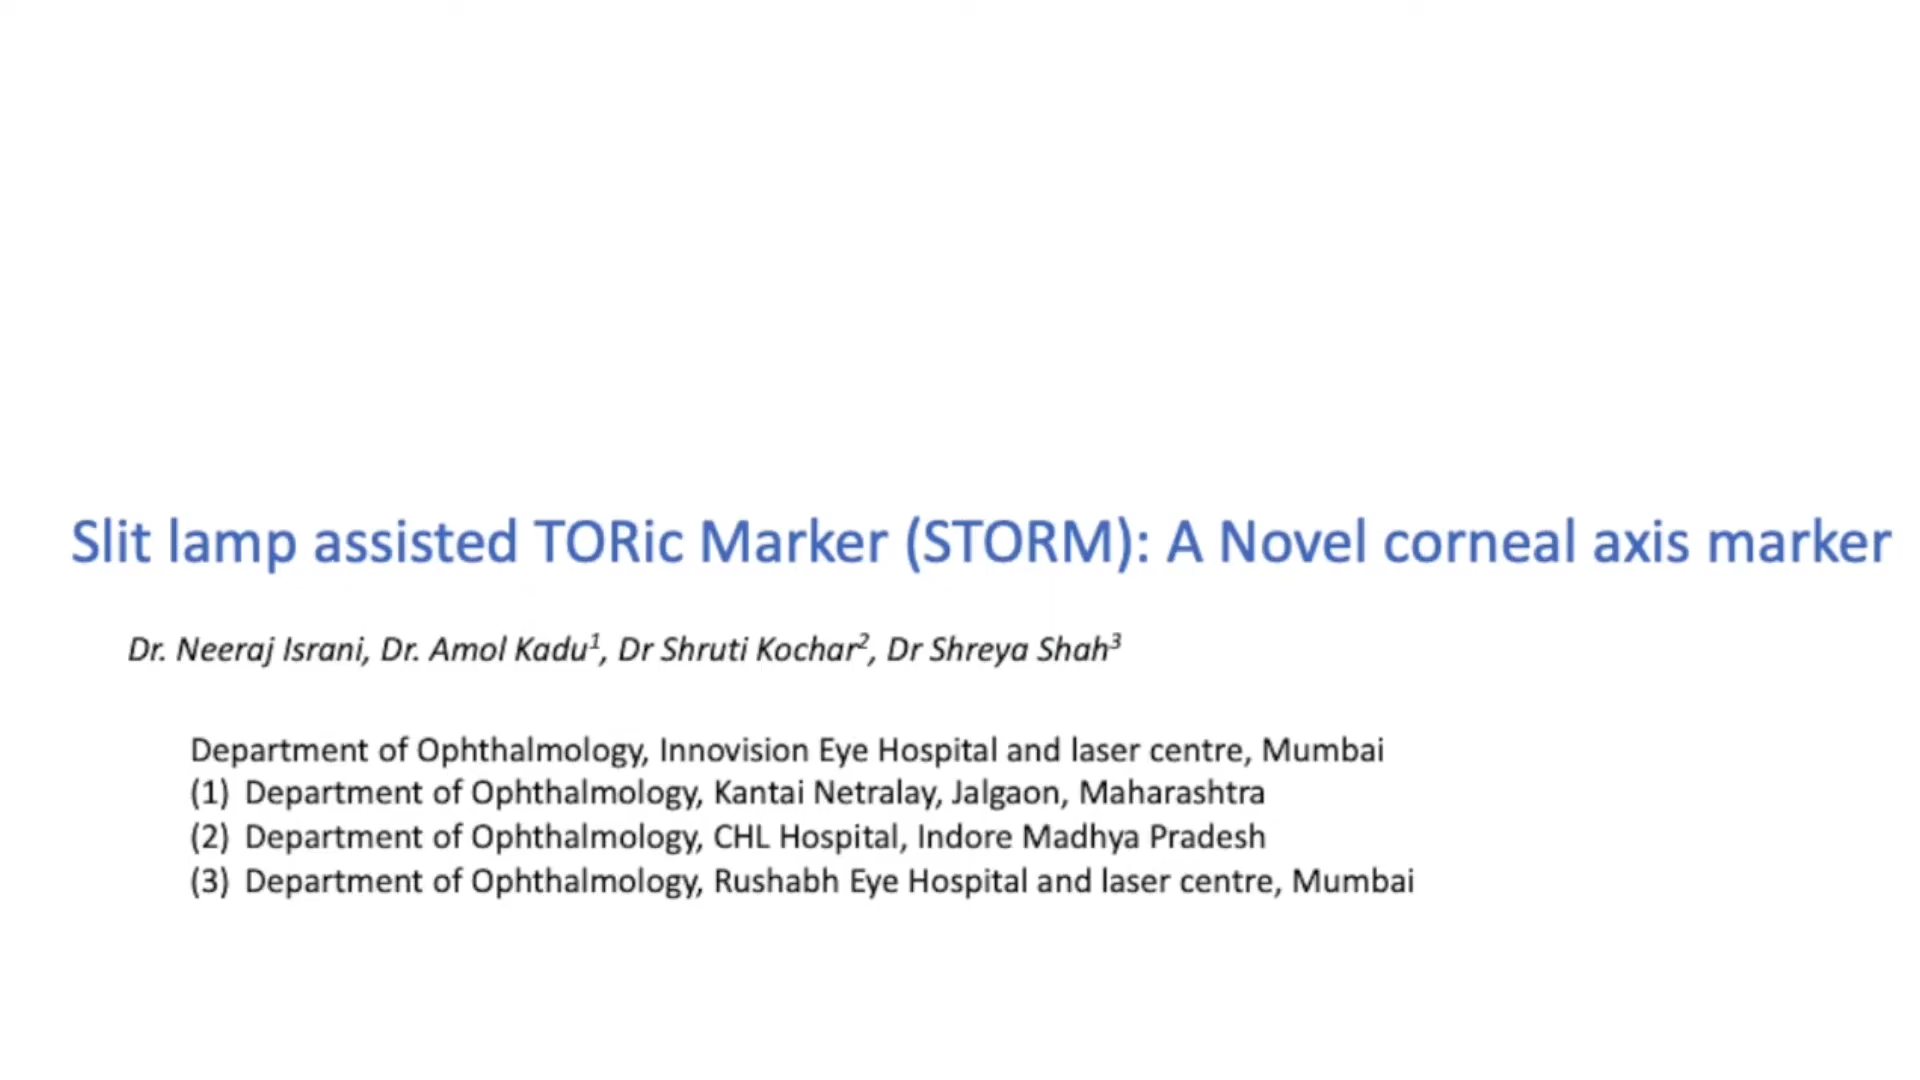 Slit lamp assisted TORic Marker (STORM): A Novel corneal axis marker
Dr. Neeraj Israni, Dr. Amol Kadu¹, Dr Shruti Kochar², Dr Shreya Shah³
Department of Ophthalmology, Innovision Eye Hospital and laser centre, Mumbai
(1) Department of Ophthalmology, Kantai Netralay, Jalgaon, Maharashtra
(2) Department of Ophthalmology, CHL Hospital, Indore Madhya Pradesh
(3) Department of Ophthalmology, Rushabh Eye Hospital and laser centre, Mumbai